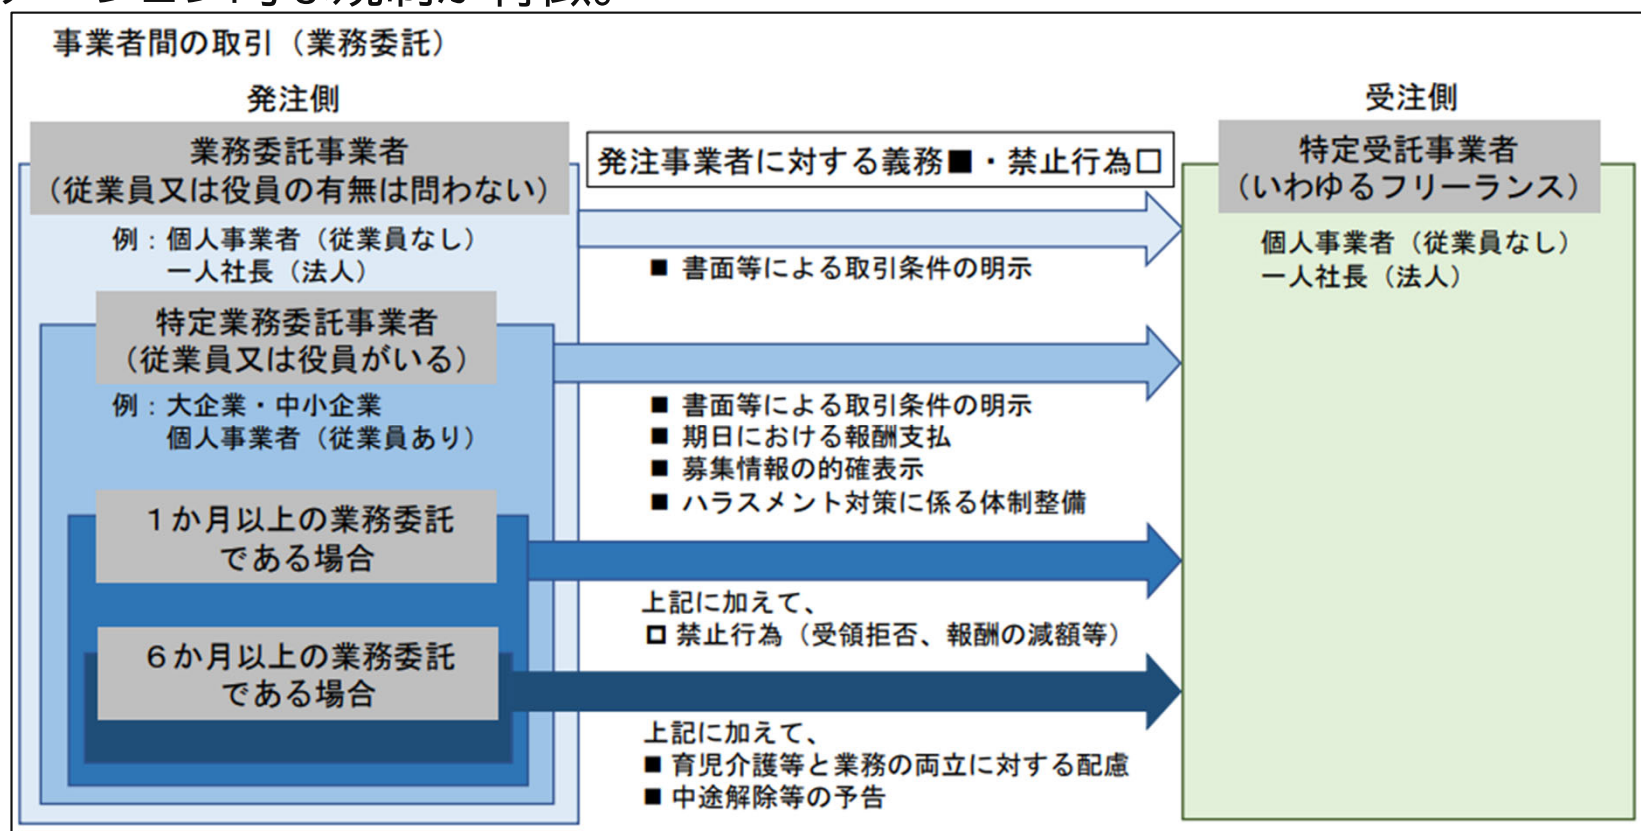 事業者間の取引（業務委託）
発注側
業務委託事業者
（従業員又は役員の有無は問わない）
例：個人事業者（従業員なし）
一人社長（法人）
特定業務委託事業者
（従業員又は役員がいる）
例：大企業・中小企業
個人事業者（従業員あり）
１か月以上の業務委託
である場合
６か月以上の業務委託
である場合
発注事業者に対する義務■・禁止行為□
■ 書面等による取引条件の明示
■ 書面等による取引条件の明示
■ 期日における報酬支払
■ 募集情報の的確表示
■ ハラスメント対策に係る体制整備
上記に加えて、
□ 禁止行為（受領拒否、報酬の減額等）
上記に加えて、
■ 育児介護等と業務の両立に対する配慮
■ 中途解除等の予告
受注側
特定受託事業者
（いわゆるフリーランス）
個人事業者（従業員なし）
一人社長（法人）